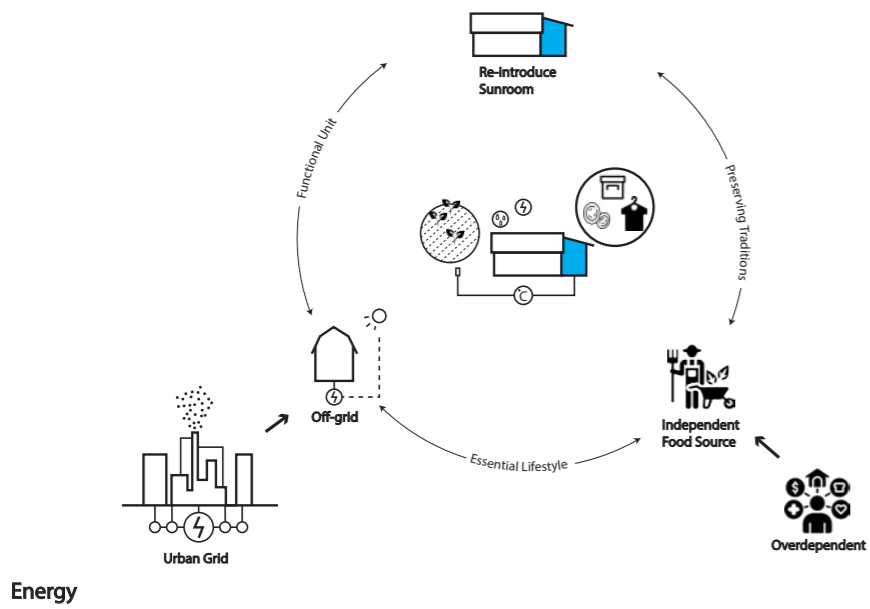 Re-introduce
Sunroom
Functional Unit
Preserving Traditions
°C
Off-grid
Independent
Food Source
Essential Lifestyle
$
Urban Grid
Overdependent
Energy